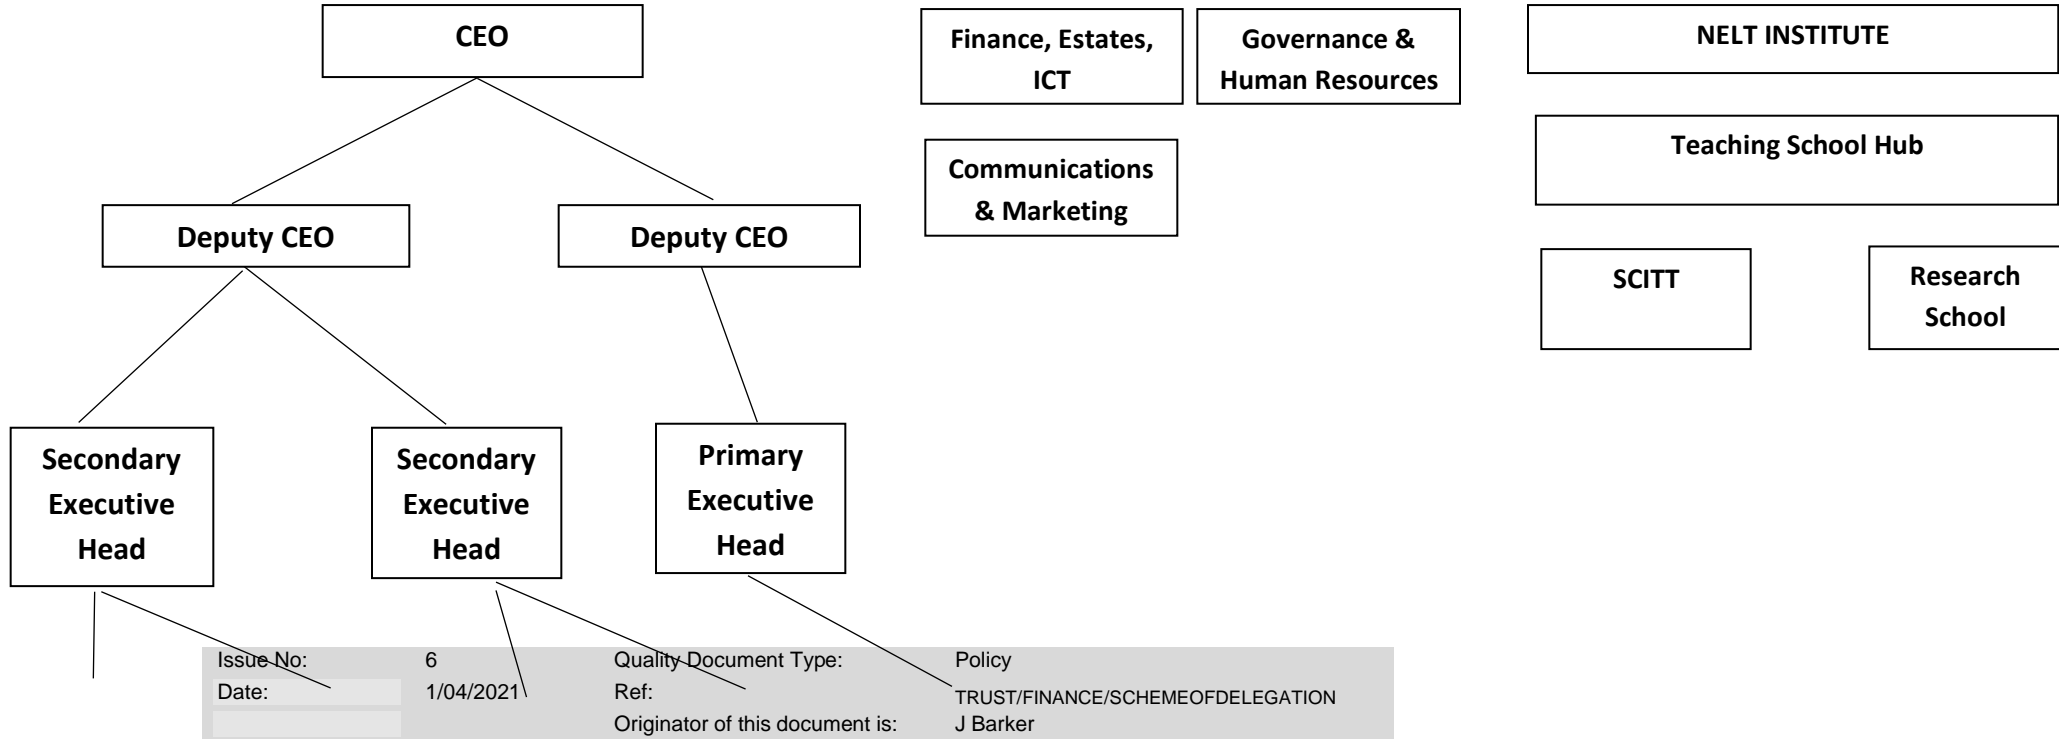 CEO
Finance, Estates,
ICT
Governance &
Human Resources
NELT INSTITUTE
Communications
& Marketing
Teaching School Hub
Deputy CEO
Deputy CEO
SCITT
Research
School
Secondary
Executive
Head
Secondary
Executive
Head
Primary
Executive
Head
Issue No: 6 Quality Document Type: Policy
Date: 1/04/2021 Ref: TRUST/FINANCE/SCHEMEOFDELEGATION
Originator of this document is: J Barker